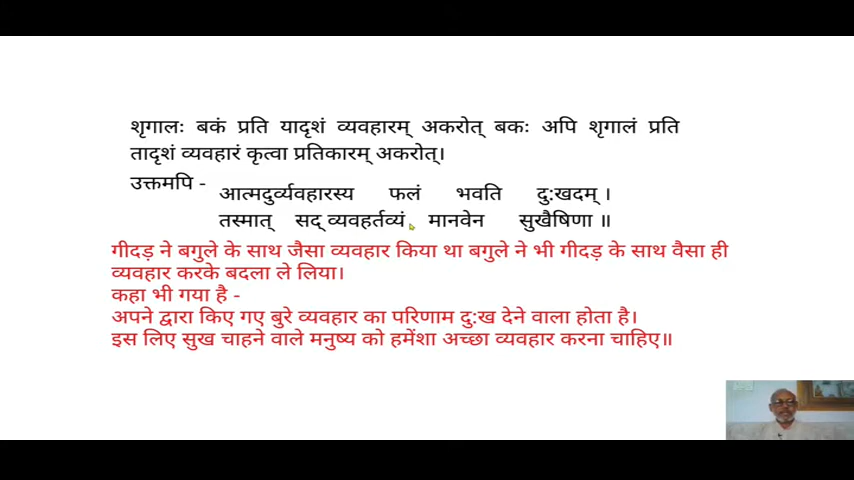 शृगालः बकं प्रति यादृशं व्यवहारम् अकरोत् बकः अपि शृगालं प्रति
तादृशं व्यवहारं कृत्वा प्रतिकारम् अकरोत्।
उक्तमपि -
आत्मदुर्व्यवहारस्य फलं भवति दु:खदम् ।
तस्मात् सद् व्यवहर्तव्यं मानवेन सुखैषिणा ॥
गीदड़ ने बगुले के साथ जैसा व्यवहार किया था बगुले ने भी गीदड़ के साथ वैसा ही
व्यवहार करके बदला ले लिया।
कहा भी गया है -
अपने द्वारा किए गए बुरे व्यवहार का परिणाम दु:ख देने वाला होता है।
इस लिए सुख चाहने वाले मनुष्य को हमेंशा अच्छा व्यवहार करना चाहिए॥